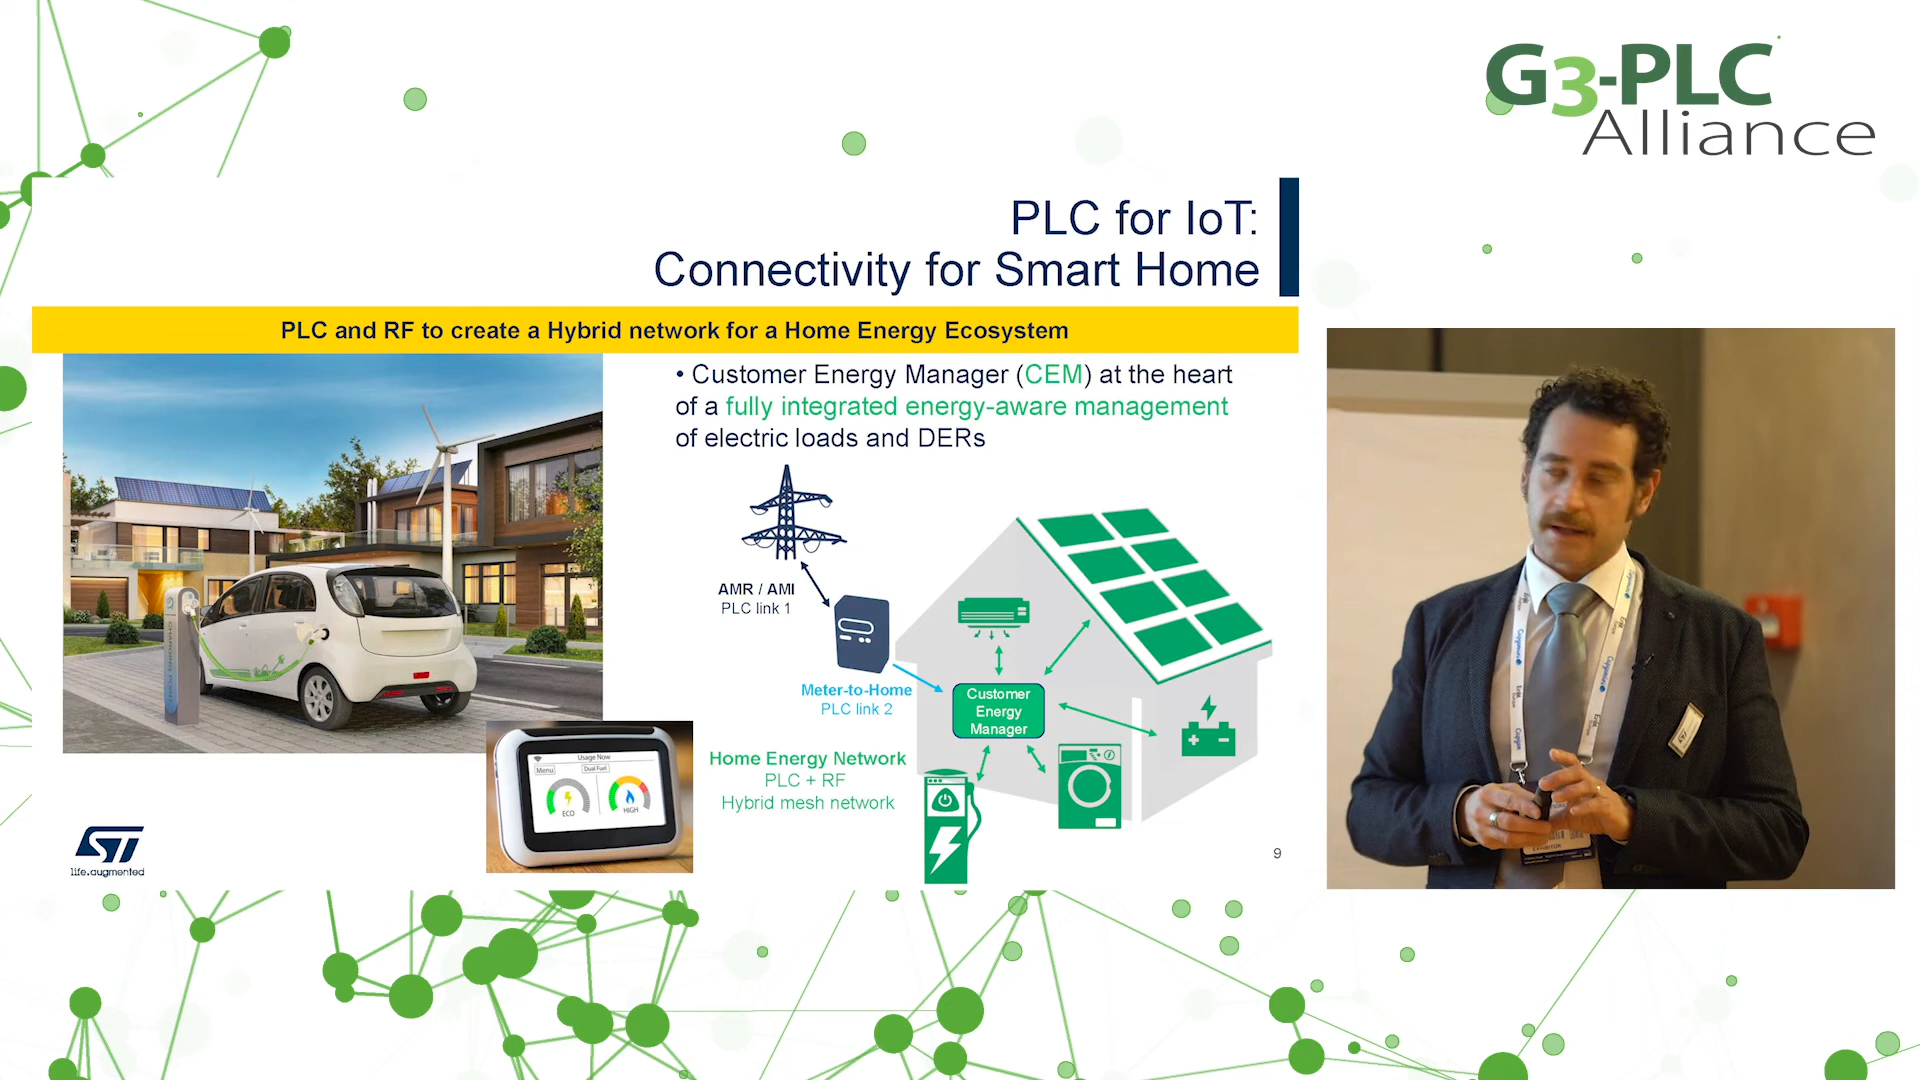 G3-PLC
Alliance
PLC for IoT:
Connectivity for Smart Home
PLC and RF to create a Hybrid network for a Home Energy Ecosystem
• Customer Energy Manager (CEM) at the heart
of a fully integrated energy-aware management
of electric loads and DERs
AMR / AMI
PLC link 1
Meter-to-Home
PLC link 2
Customer
Energy
Manager
Home Energy Network
PLC + RF
Hybrid mesh network
Usage Now
Menu
Dual Fuel
ECO
HIGH
ST
life.augmented
9
EXHIBITOR